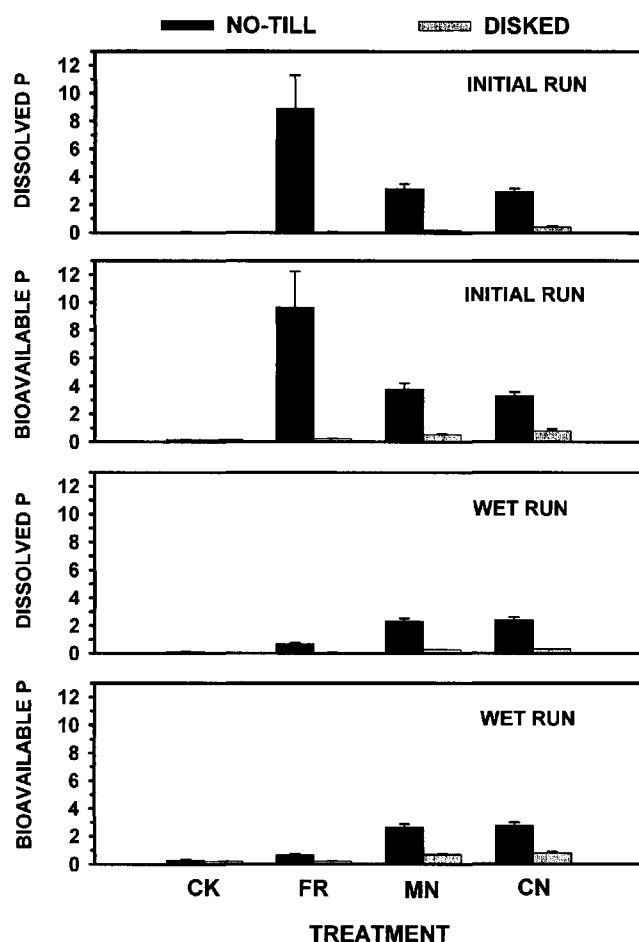 NO-TILL DISKED
DISSOLVED P
12
10
8
6
4
2
0
INITIAL RUN
BIOAVAILABLE P
12
10
8
6
4
2
0
INITIAL RUN
DISSOLVED P
12
10
8
6
4
2
0
WET RUN
BIOAVAILABLE P
12
10
8
6
4
2
0
WET RUN
CK FR MN CN
TREATMENT